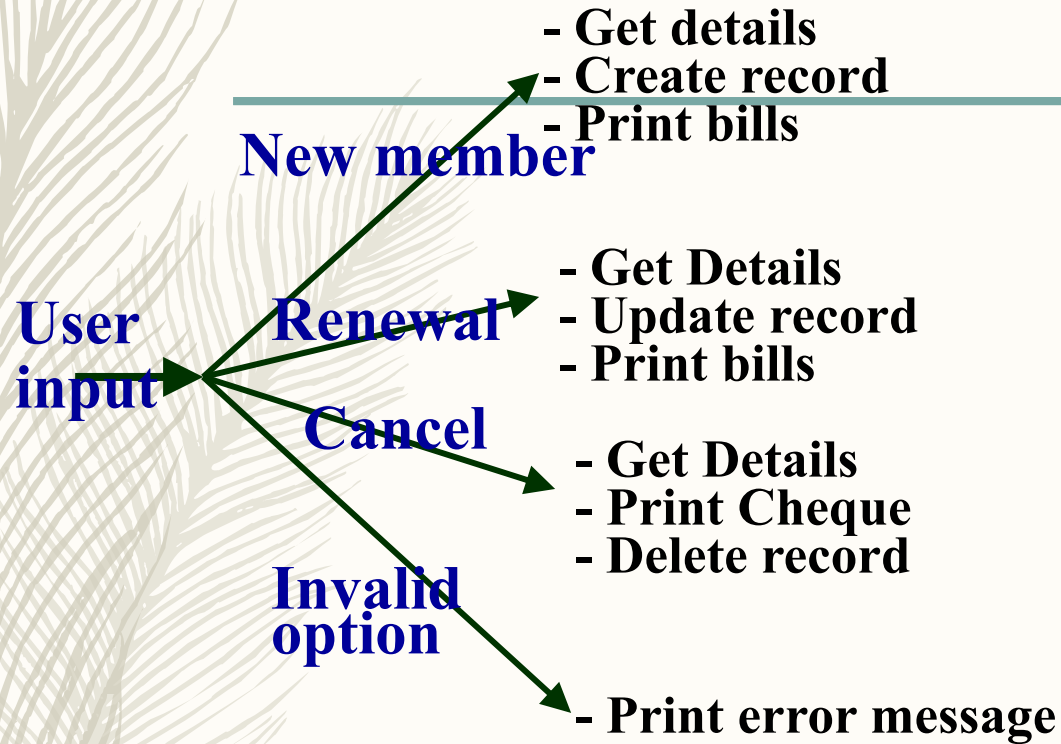 - Get details
- Create record
- Print bills
New member
- Get Details
- Update record
- Print bills
Renewal
User
input
Cancel
- Get Details
- Print Cheque
- Delete record
Invalid
option
- Print error message